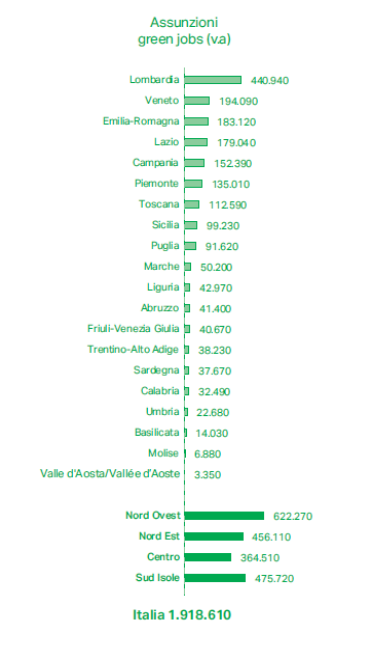 Assunzioni
green jobs (v.a)
Lombardia 440.940
Veneto 194.090
Emilia-Romagna 183.120
Lazio 179.040
Campania 152.390
Piemonte 135.010
Toscana 112.590
Sicilia 99.230
Puglia 91.620
Marche 50.200
Liguria 42.970
Abruzzo 41.400
Friuli-Venezia Giulia 40.670
Trentino-Alto Adige 38.230
Sardegna 37.670
Calabria 32.490
Umbria 22.680
Basilicata 14.030
Molise 6.880
Valle d'Aosta/Vallée d'Aoste 3.350
Nord Ovest 622.270
Nord Est 456.110
Centro 364.510
Sud Isole 475.720
Italia 1.918.610